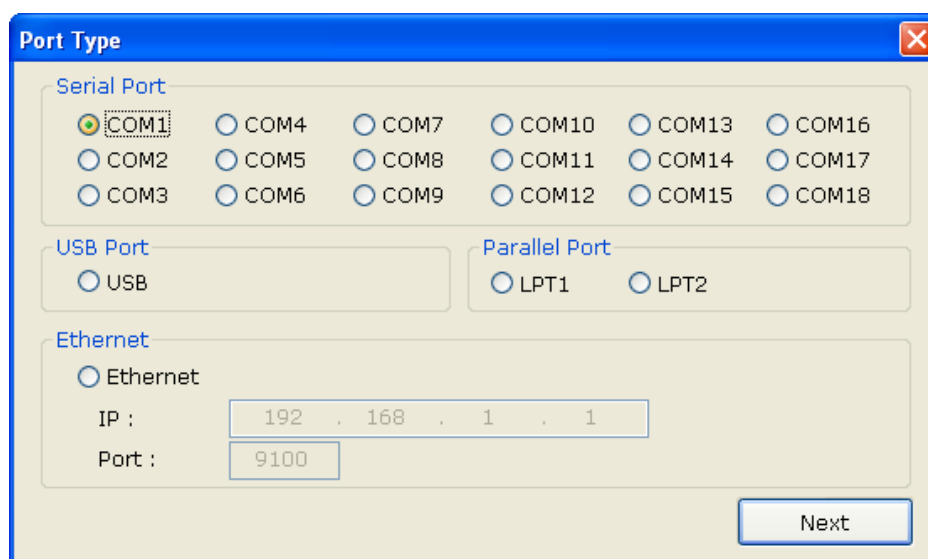 Port Type
Serial Port
COM1 COM4 COM7 COM10 COM13 COM16
COM2 COM5 COM8 COM11 COM14 COM17
COM3 COM6 COM9 COM12 COM15 COM18
USB Port Parallel Port
USB LPT1 LPT2
Ethernet
Ethernet
IP : 192 . 168 . 1 . 1
Port : 9100
Next